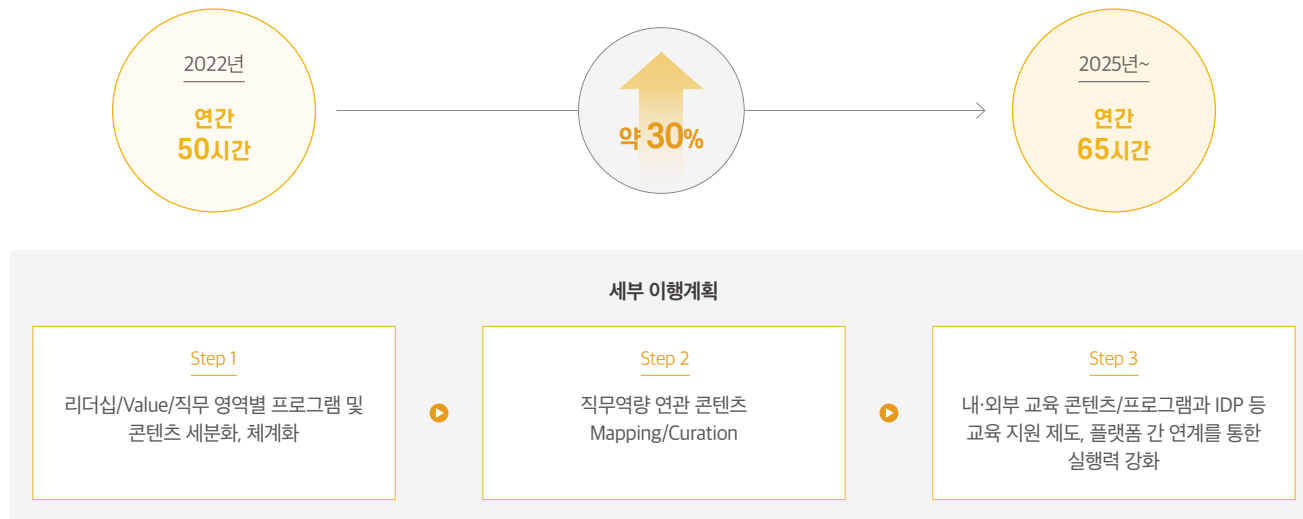 2022년
연간
50시간
약 30%
2025년~
연간
65시간
세부 이행계획
Step 1
리더십/Value/직무 영역별 프로그램 및
콘텐츠 세분화, 체계화
Step 2
직무역량 연관 콘텐츠
Mapping/Curation
Step 3
내·외부 교육 콘텐츠/프로그램과 IDP 등
교육 지원 제도, 플랫폼 간 연계를 통한
실행력 강화